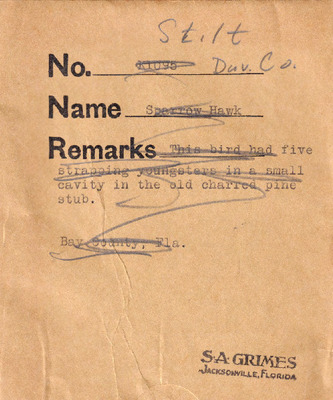 Stilt
No. 41098 Duv. Co.
Name Sparrow Hawk
Remarks This bird had five
strapping youngsters in a small
cavity in the old charred pine
stub.
Bay County, Fla.
S.A GRIMES
JACKSONVILLE, FLORIDA